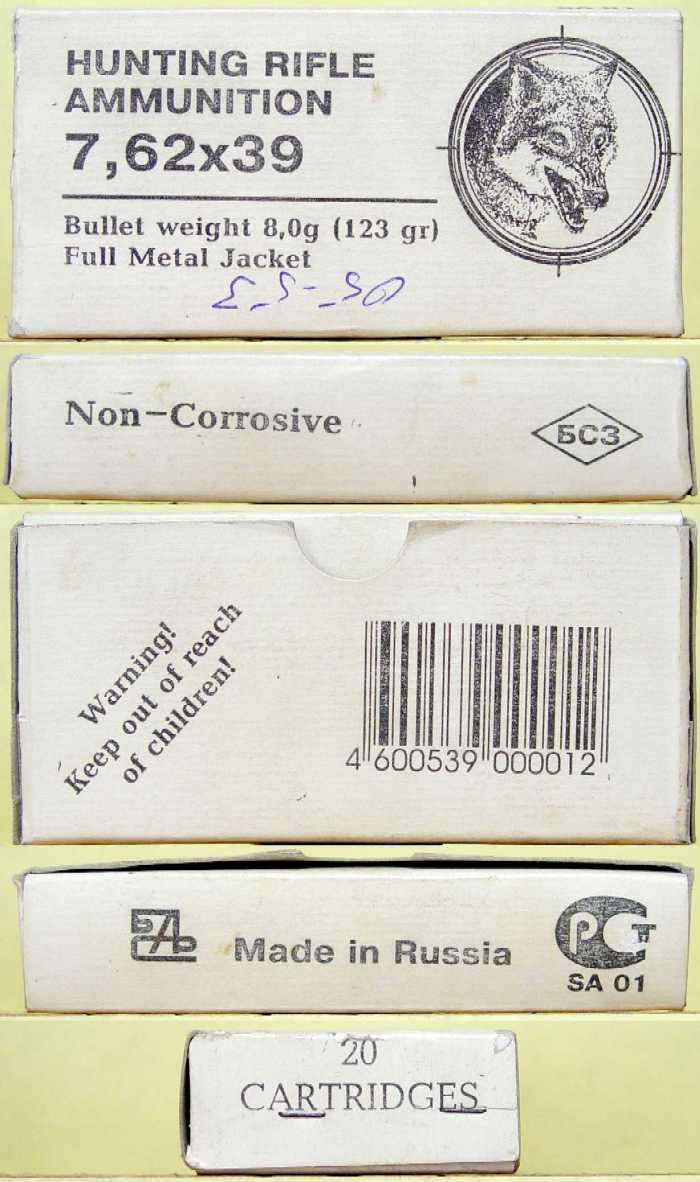 HUNTING RIFLE
AMMUNITION
7,62x39
Bullet weight 8,0g (123 gr)
Full Metal Jacket
Non-Corrosive
БСЗ
Warning!
Keep out of reach
of children!
4 600539 000012
Made in Russia
РСТ
SA 01
20
CARTRIDGES